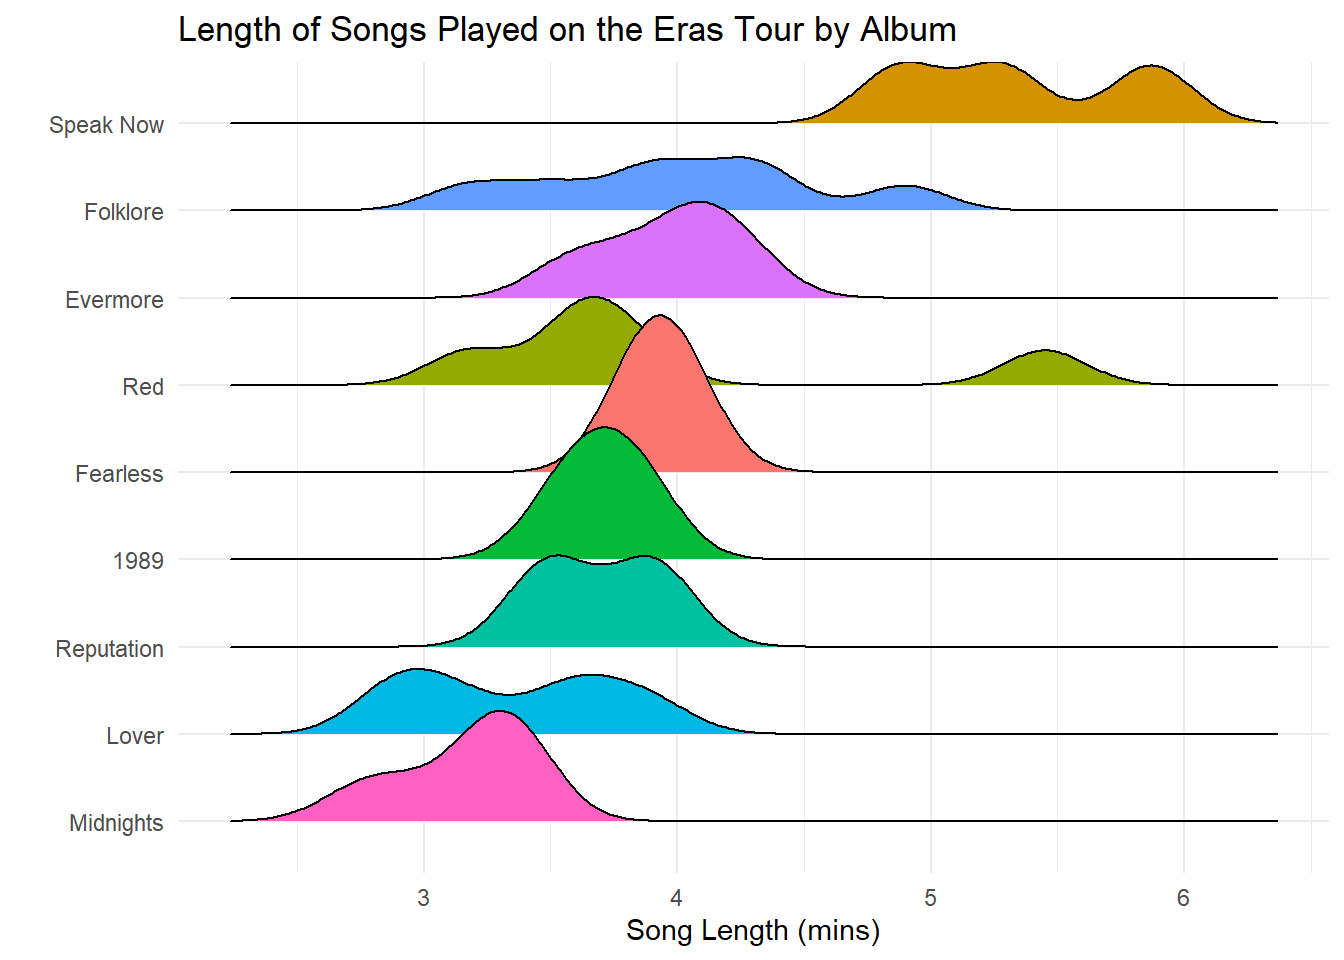 Length of Songs Played on the Eras Tour by Album
Speak Now
Folklore
Evermore
Red
Fearless
1989
Reputation
Lover
Midnights
3 4 5 6
Song Length (mins)